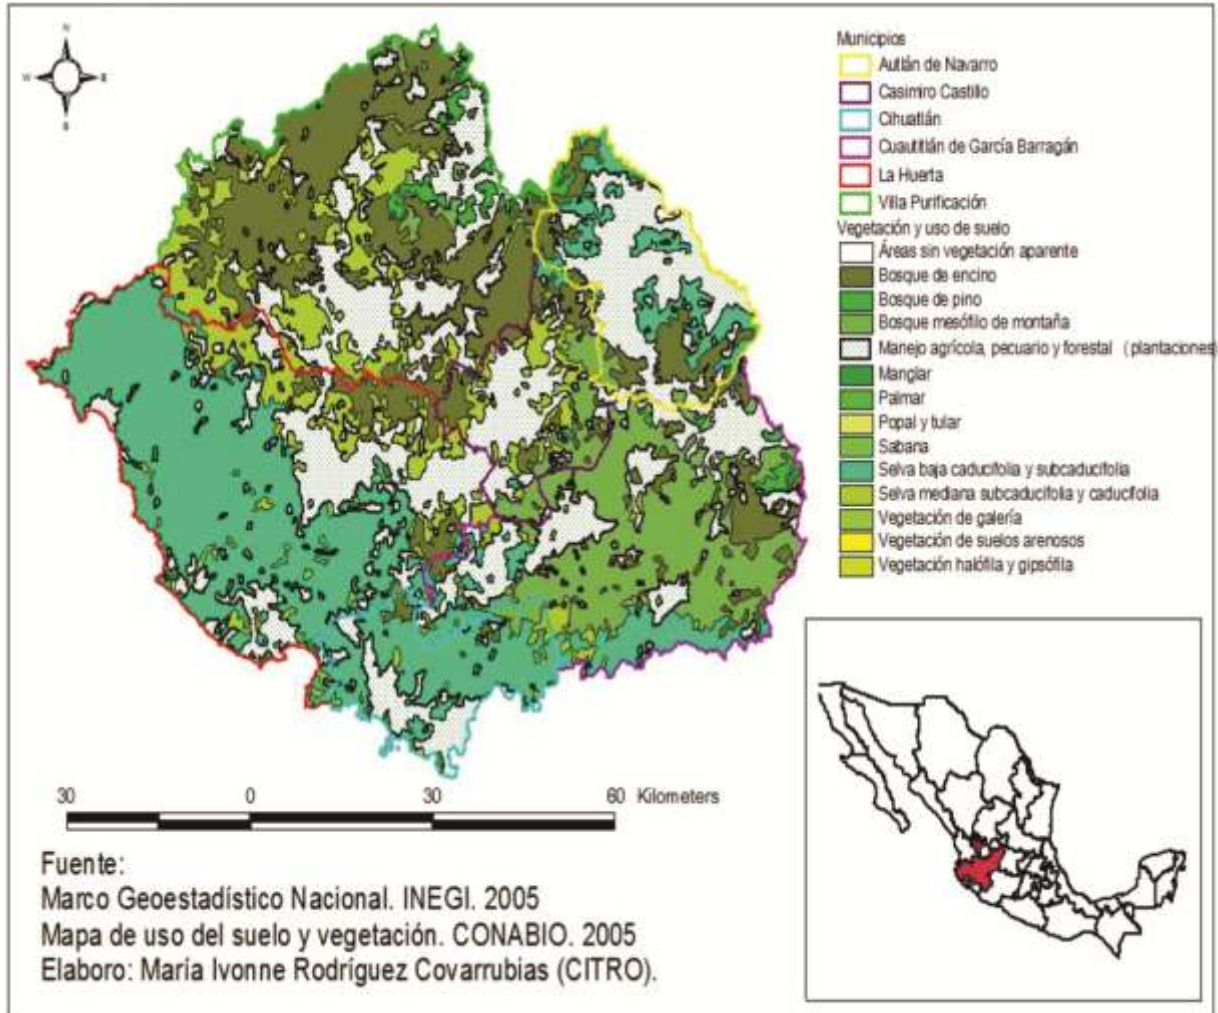 N
W
E
S
Municipios
Autlán de Navarro
Casimiro Castillo
Cihuatlán
Cuautitlán de García Barragán
La Huerta
Villa Purificación
Vegetación y uso de suelo
Áreas sin vegetación aparente
Bosque de encino
Bosque de pino
Bosque mesófilo de montaña
Manejo agrícola, pecuario y forestal (plantaciones)
Manglar
Palmar
Popal y tular
Sabana
Selva baja caducifolia y subcaducifolia
Selva mediana subcaducifolia y caducifolia
Vegetación de galería
Vegetación de suelos arenosos
Vegetación halófila y gipsófila
30 0 30 60 Kilometers
Fuente:
Marco Geoestadístico Nacional. INEGI. 2005
Mapa de uso del suelo y vegetación. CONABIO. 2005
Elaboro: María Ivonne Rodríguez Covarrubias (CITRO).